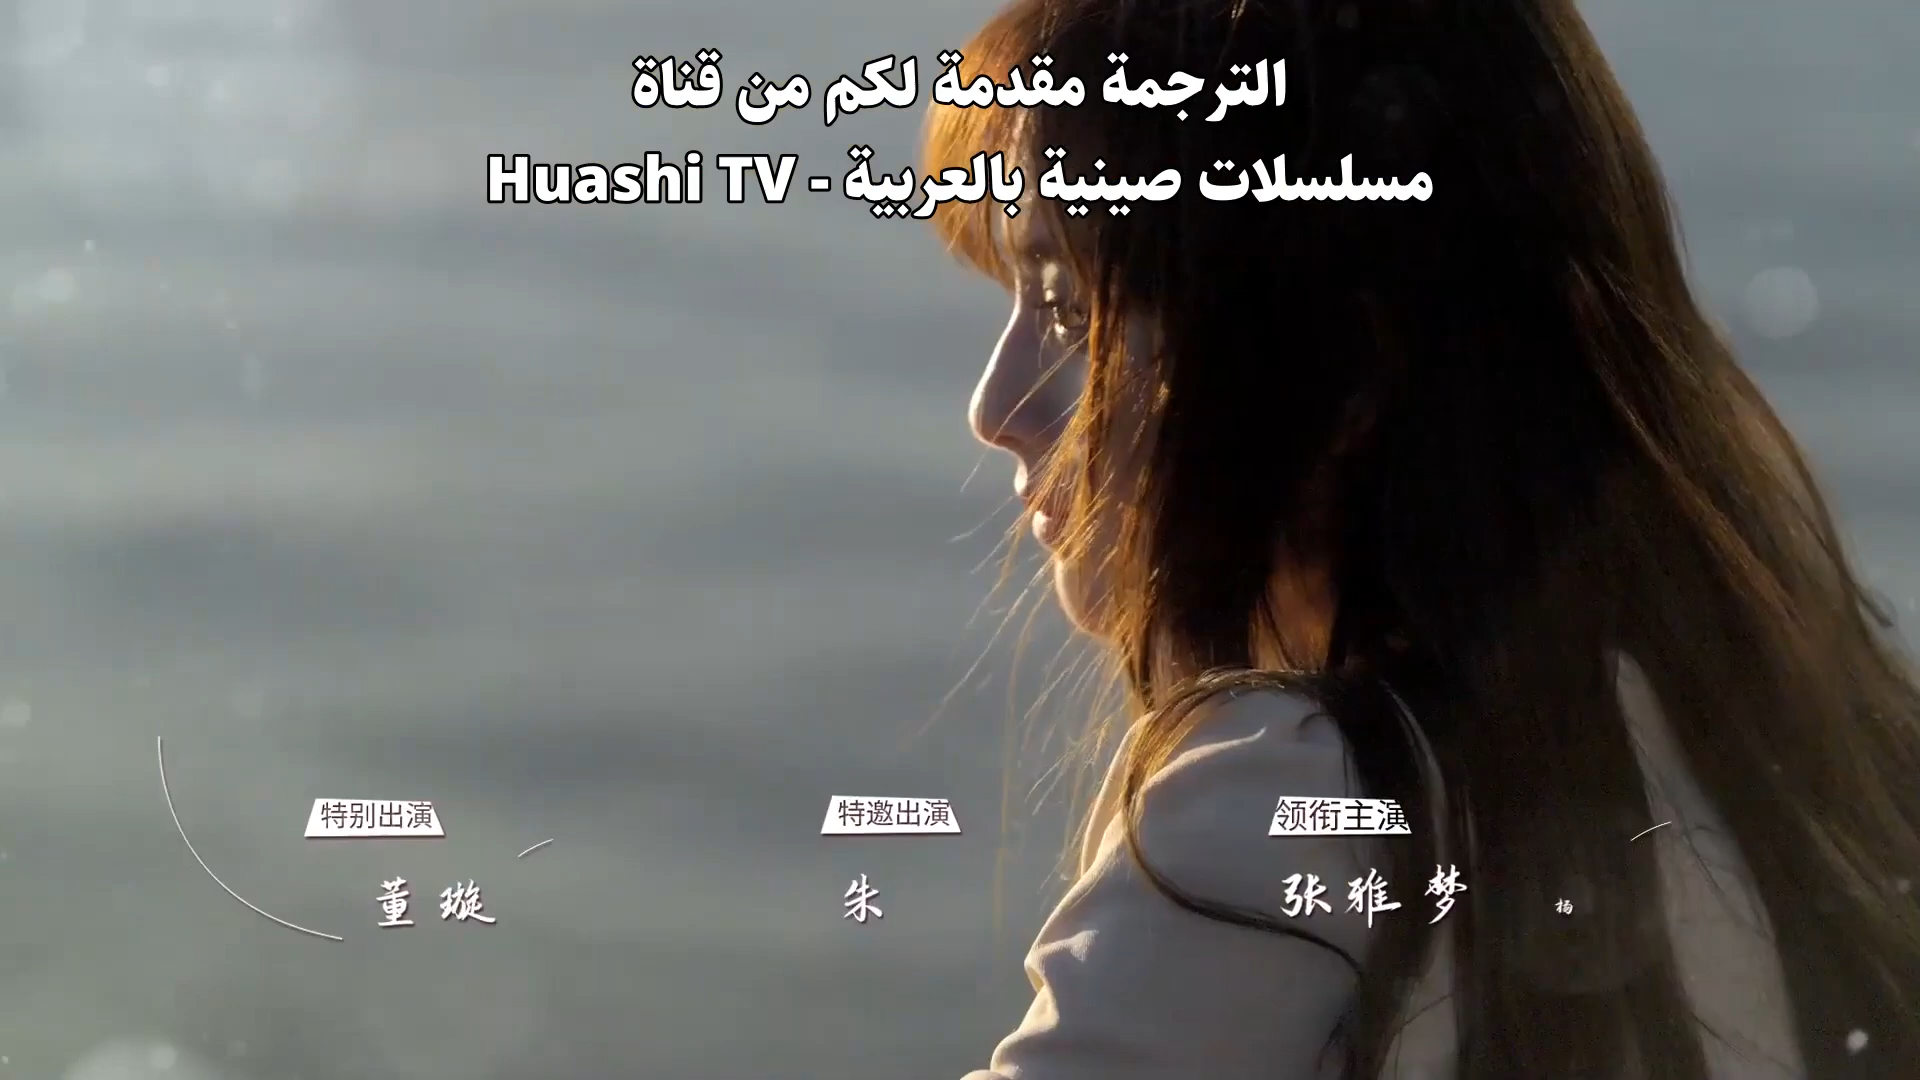 الترجمة مقدمة لكم من قناة
مسلسلات صينية بالعربية - Huashi TV
特别出演
特邀出演
领衔主演
董璇
朱
张雅梦
杨